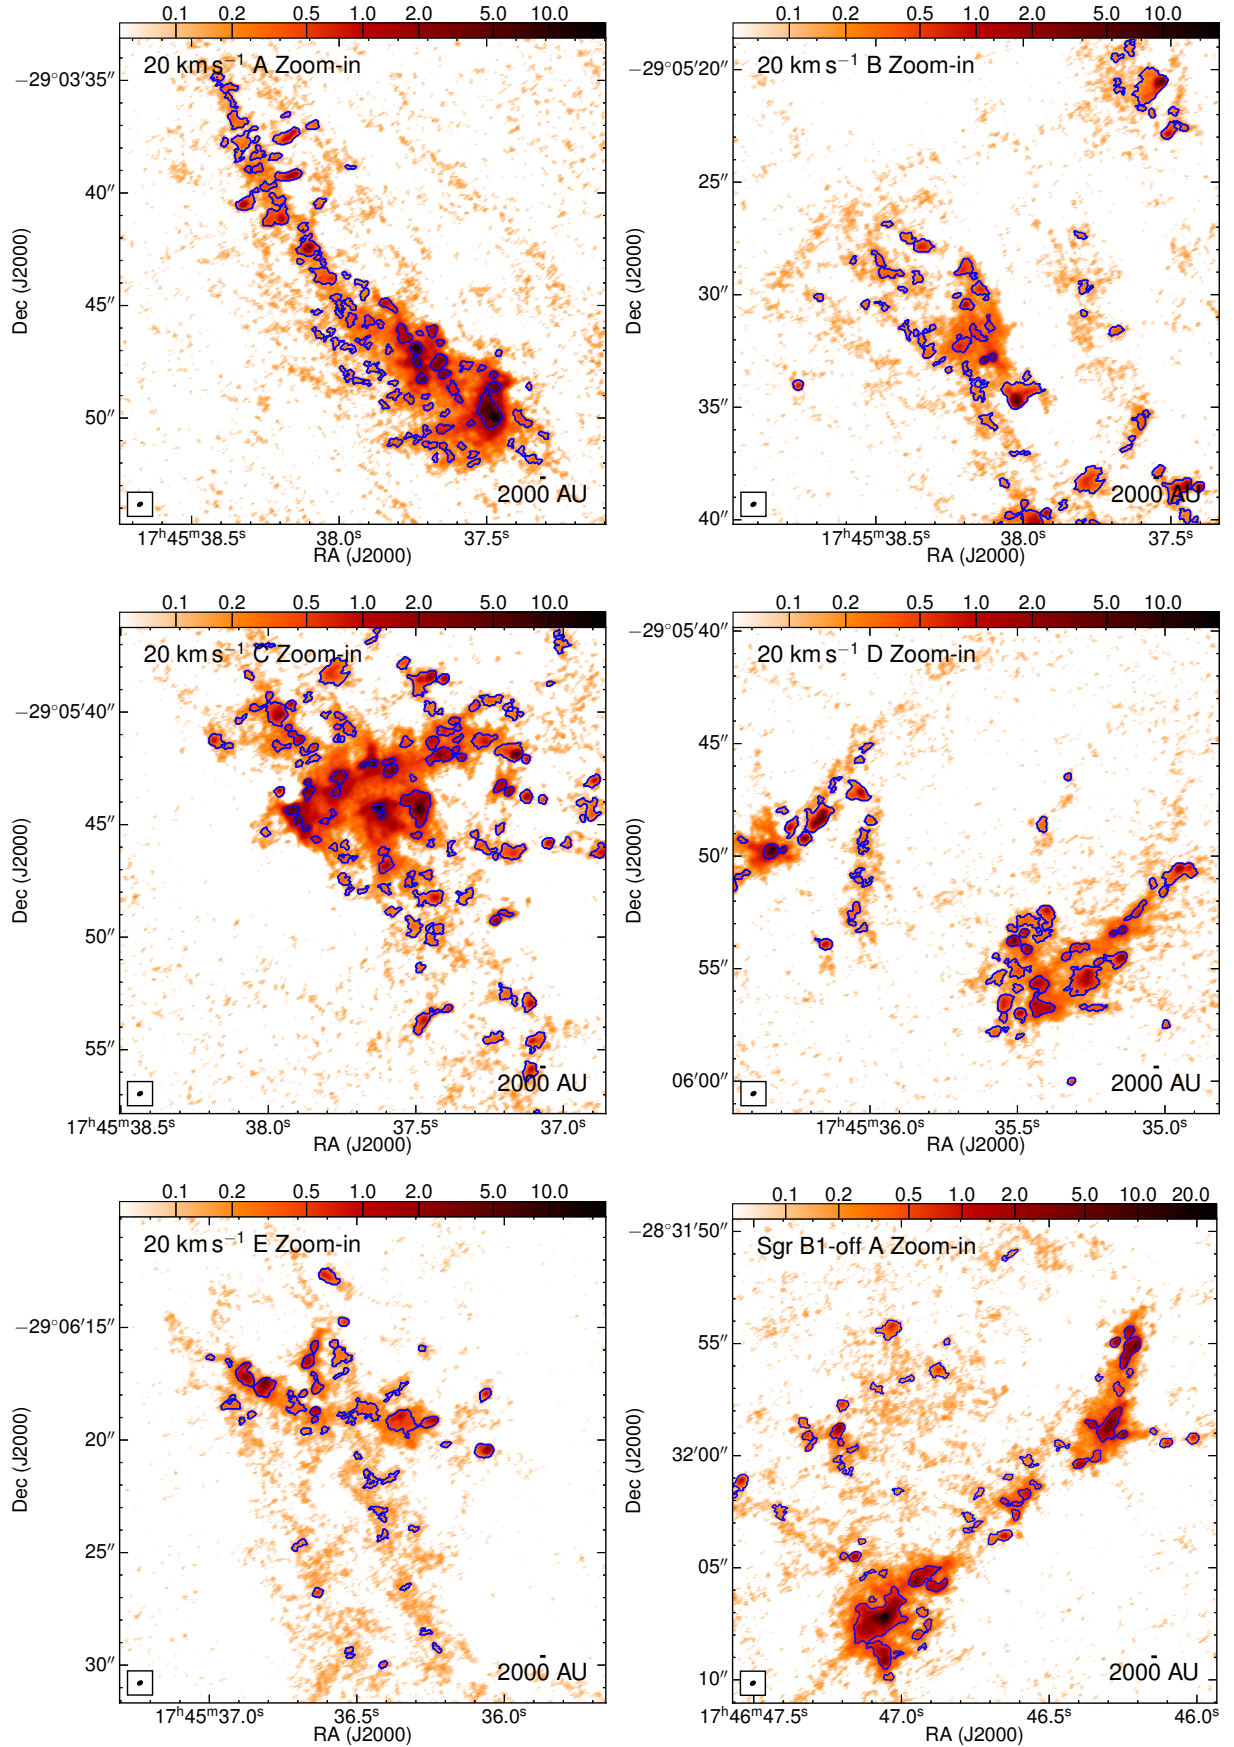 0.1 0.2 0.5 1.0 2.0 5.0 10.0
20 km s⁻¹ A Zoom-in
−29°03′35″
40″
45″
50″
Dec (J2000)
2000 AU
17ʰ45ᵐ38.5ˢ 38.0ˢ 37.5ˢ
RA (J2000)
0.1 0.2 0.5 1.0 2.0 5.0 10.0
20 km s⁻¹ B Zoom-in
−29°05′20″
25″
30″
35″
40″
Dec (J2000)
2000 AU
17ʰ45ᵐ38.5ˢ 38.0ˢ 37.5ˢ
RA (J2000)
0.1 0.2 0.5 1.0 2.0 5.0 10.0
20 km s⁻¹ C Zoom-in
−29°05′40″
45″
50″
55″
Dec (J2000)
2000 AU
17ʰ45ᵐ38.5ˢ 38.0ˢ 37.5ˢ 37.0ˢ
RA (J2000)
0.1 0.2 0.5 1.0 2.0 5.0 10.0
20 km s⁻¹ D Zoom-in
−29°05′40″
45″
50″
55″
06′00″
Dec (J2000)
2000 AU
17ʰ45ᵐ36.0ˢ 35.5ˢ 35.0ˢ
RA (J2000)
0.1 0.2 0.5 1.0 2.0 5.0 10.0
20 km s⁻¹ E Zoom-in
−29°06′15″
20″
25″
30″
Dec (J2000)
2000 AU
17ʰ45ᵐ37.0ˢ 36.5ˢ 36.0ˢ
RA (J2000)
0.1 0.2 0.5 1.0 2.0 5.0 10.0 20.0
Sgr B1-off A Zoom-in
−28°31′50″
55″
32′00″
05″
10″
Dec (J2000)
2000 AU
17ʰ46ᵐ47.5ˢ 47.0ˢ 46.5ˢ 46.0ˢ
RA (J2000)